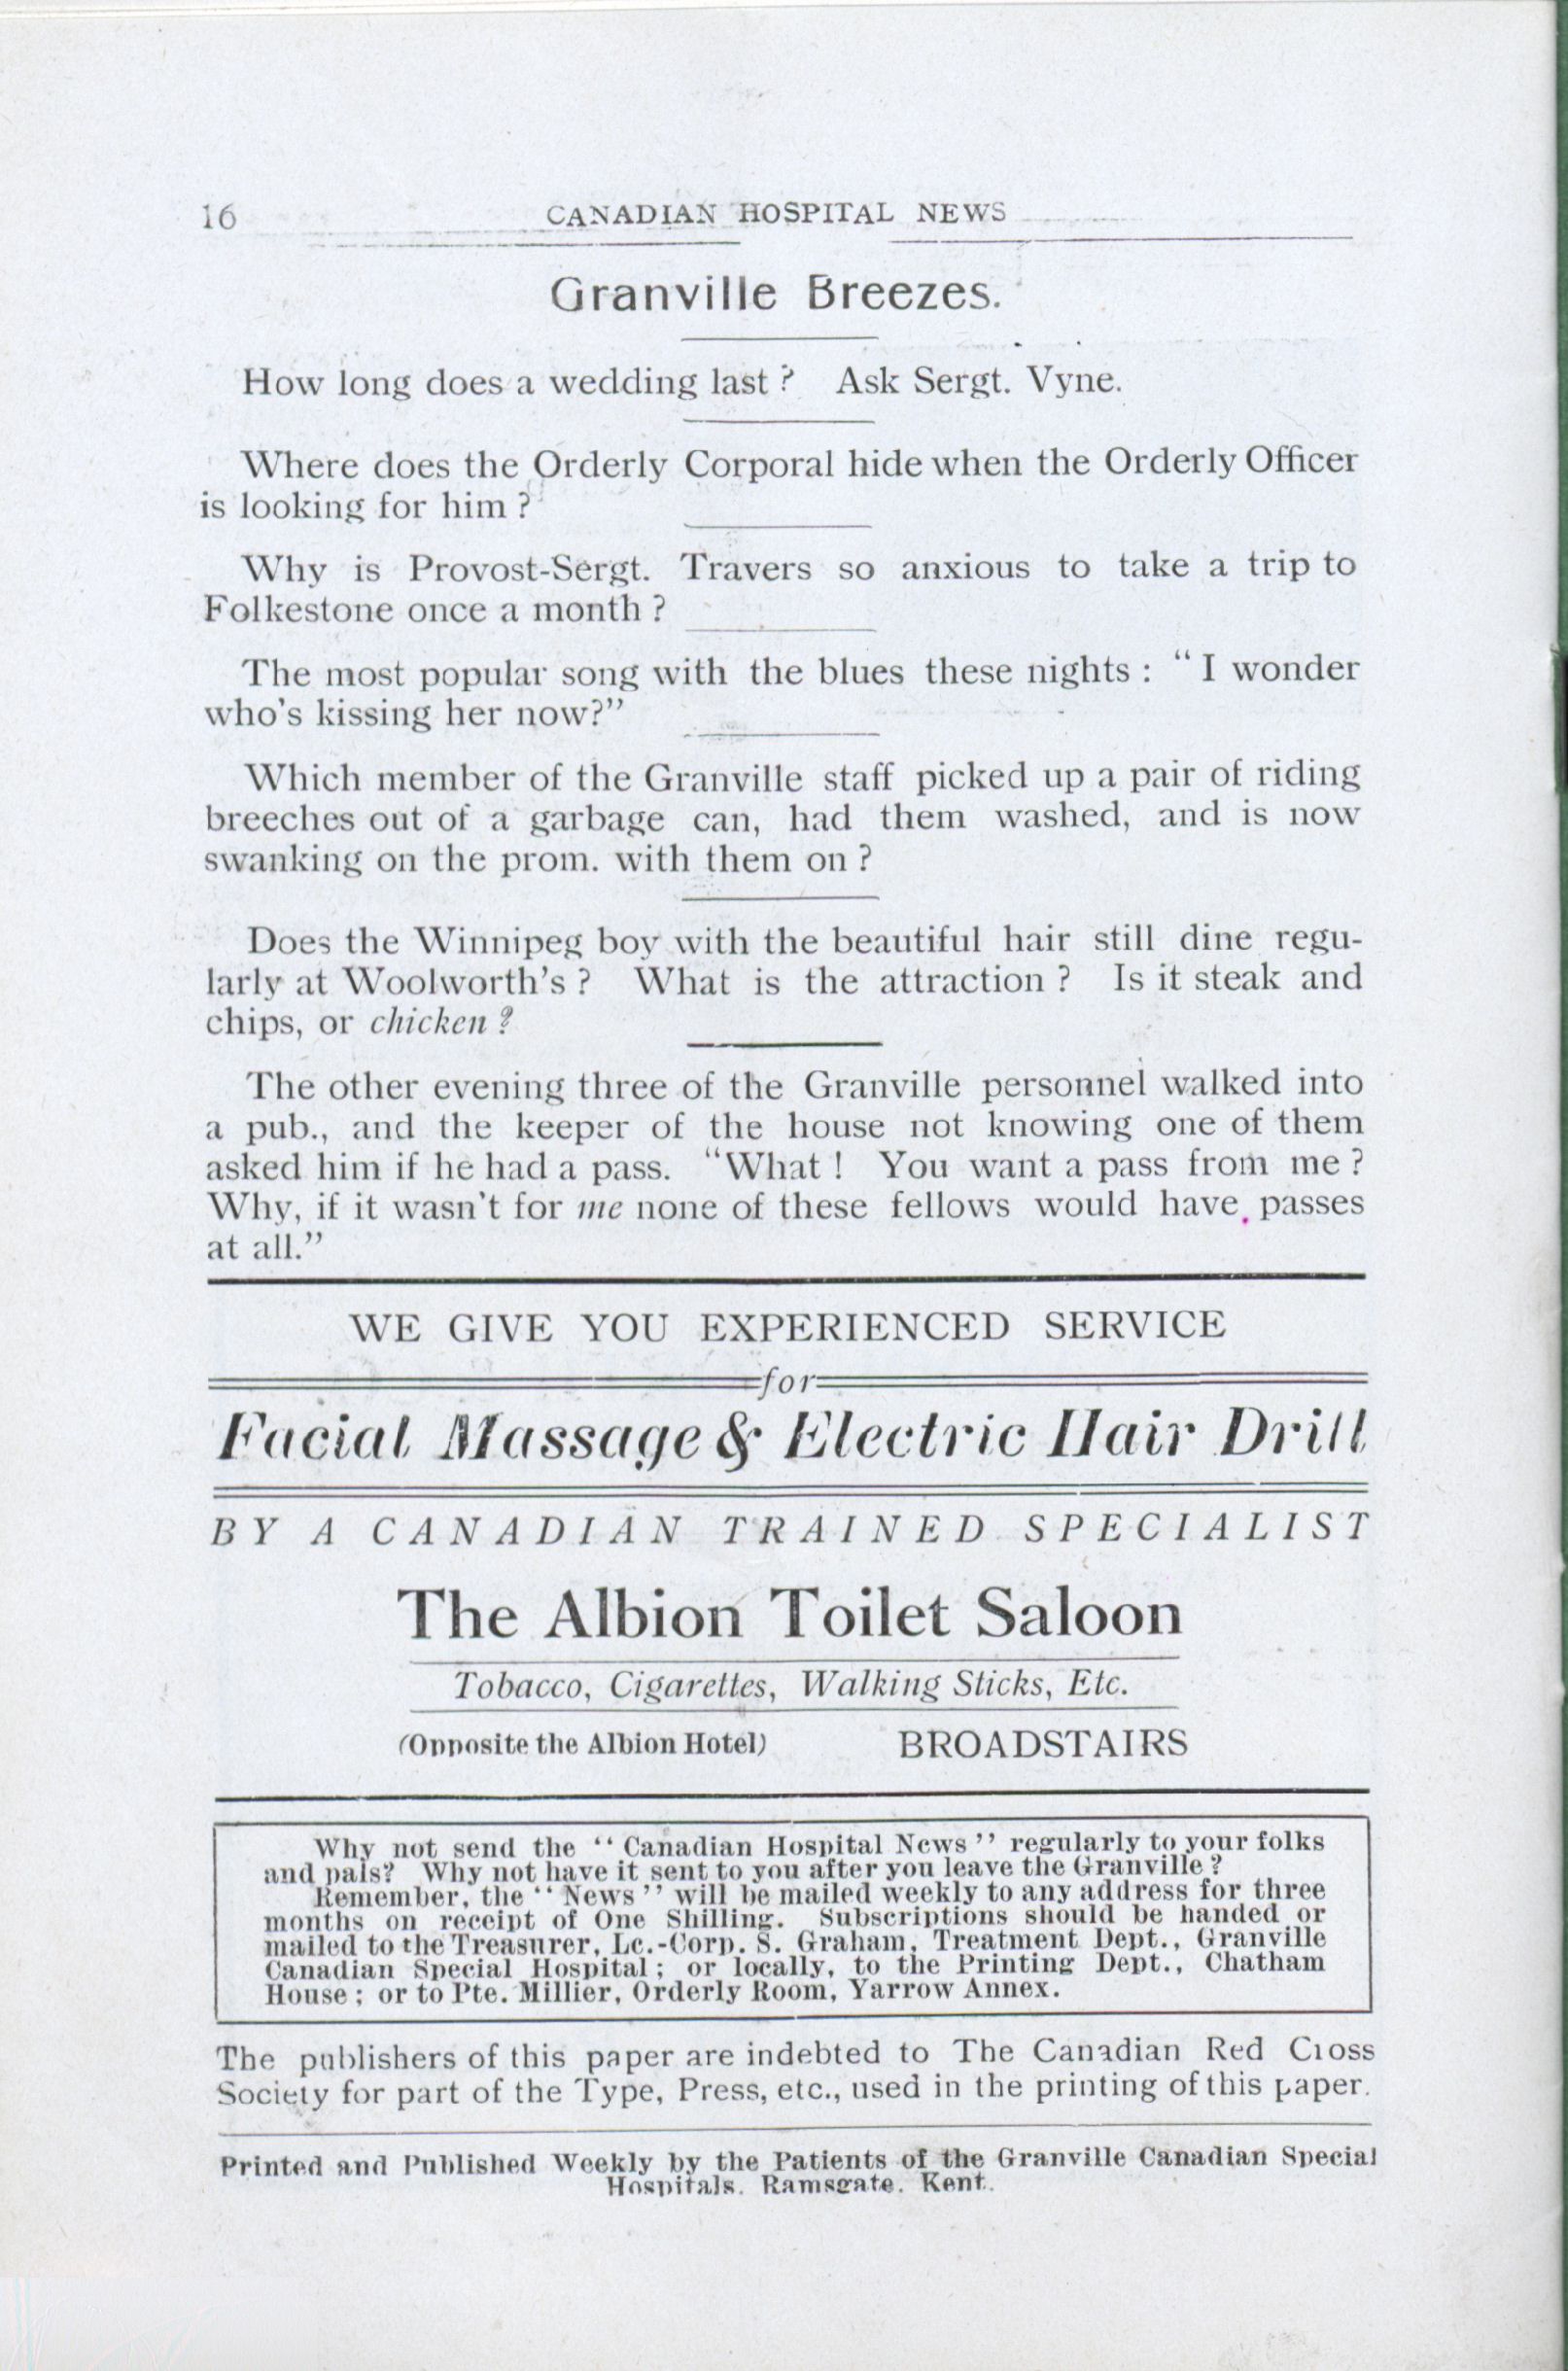 16 CANADIAN HOSPITAL NEWS
Granville Breezes.
How long does a wedding last? Ask Sergt. Vyne.
Where does the Orderly Corporal hide when the Orderly Officer
is looking for him?
Why is Provost-Sergt. Travers so anxious to take a trip to
Folkestone once a month?
The most popular song with the blues these nights: "I wonder
who's kissing her now?"
Which member of the Granville staff picked up a pair of riding
breeches out of a garbage can, had them washed, and is now
swanking on the prom. with them on?
Does the Winnipeg boy with the beautiful hair still dine regu-
larly at Woolworth's? What is the attraction? Is it steak and
chips, or chicken?
The other evening three of the Granville personnel walked into
a pub., and the keeper of the house not knowing one of them
asked him if he had a pass. "What! You want a pass from me?
Why, if it wasn't for me none of these fellows would have passes
at all."
WE GIVE YOU EXPERIENCED SERVICE
for
Facial Massage & Electric Hair Drill
BY A CANADIAN TRAINED SPECIALIST
The Albion Toilet Saloon
Tobacco, Cigarettes, Walking Sticks, Etc.
(Opposite the Albion Hotel) BROADSTAIRS
Why not send the "Canadian Hospital News" regularly to your folks
and pals? Why not have it sent to you after you leave the Granville?
Remember, the "News" will be mailed weekly to any address for three
months on receipt of One Shilling. Subscriptions should be handed or
mailed to the Treasurer, Lc.-Corp. S. Graham, Treatment Dept., Granville
Canadian Special Hospital; or locally, to the Printing Dept., Chatham
House; or to Pte. Millier, Orderly Room, Yarrow Annex.
The publishers of this paper are indebted to The Canadian Red Cross
Society for part of the Type, Press, etc., used in the printing of this paper.
Printed and Published Weekly by the Patients of the Granville Canadian Special
Hospitals. Ramsgate. Kent.